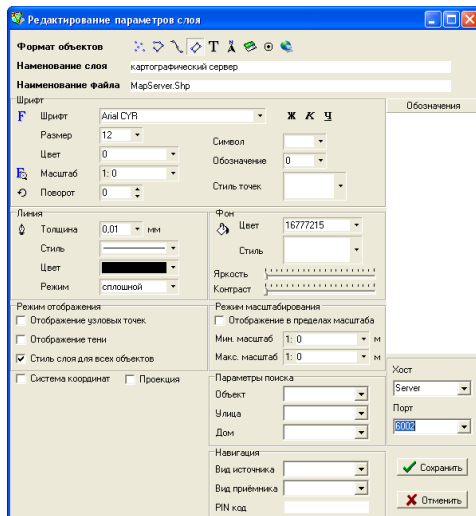 Редактирование параметров слоя
Формат объектов
Т
Наменование слоя картографический сервер
Наименование файла MapServer.Shp
Шрифт
Обозначения
F Шрифт Arial CYR Ж К Ч
Размер 12
Символ
Цвет 0
Обозначение 0
Масштаб 1: 0
Поворот 0
Стиль точек
Линия
Фон
Толщина 0,01 мм
Цвет 16777215
Стиль
Стиль
Цвет
Яркость
Режим сплошной
Контраст
Режим отображения
Режим масштабирования
Отображение узловых точек
Отображение в пределах масштаба
Отображение тени
Мин. масштаб 1: 0 м
Стиль слоя для всех объектов
Макс. масштаб 1: 0 м
Система координат Проекция
Параметры поиска
Хост
Объект
Server
Улица
Порт
Дом
6002
Навигация
Вид источника
Сохранить
Вид приёмника
PIN код
Отменить